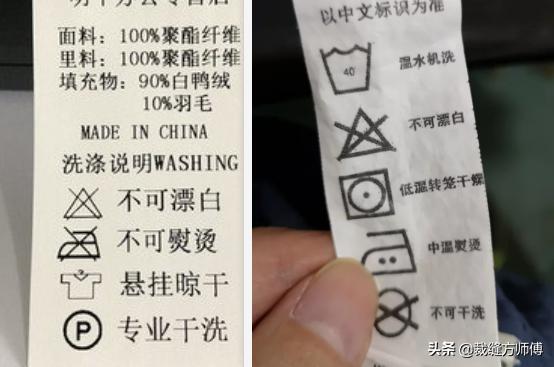 面料：100%聚酯纤维
里料：100%聚酯纤维
填充物：90%白鸭绒
10%羽毛
MADE IN CHINA
洗涤说明WASHING
不可漂白
不可熨烫
悬挂晾干
P 专业干洗
以中文标识为准
40 温水机洗
不可漂白
低温转笼干燥
中温熨烫
不可干洗
头条 @裁缝方师傅